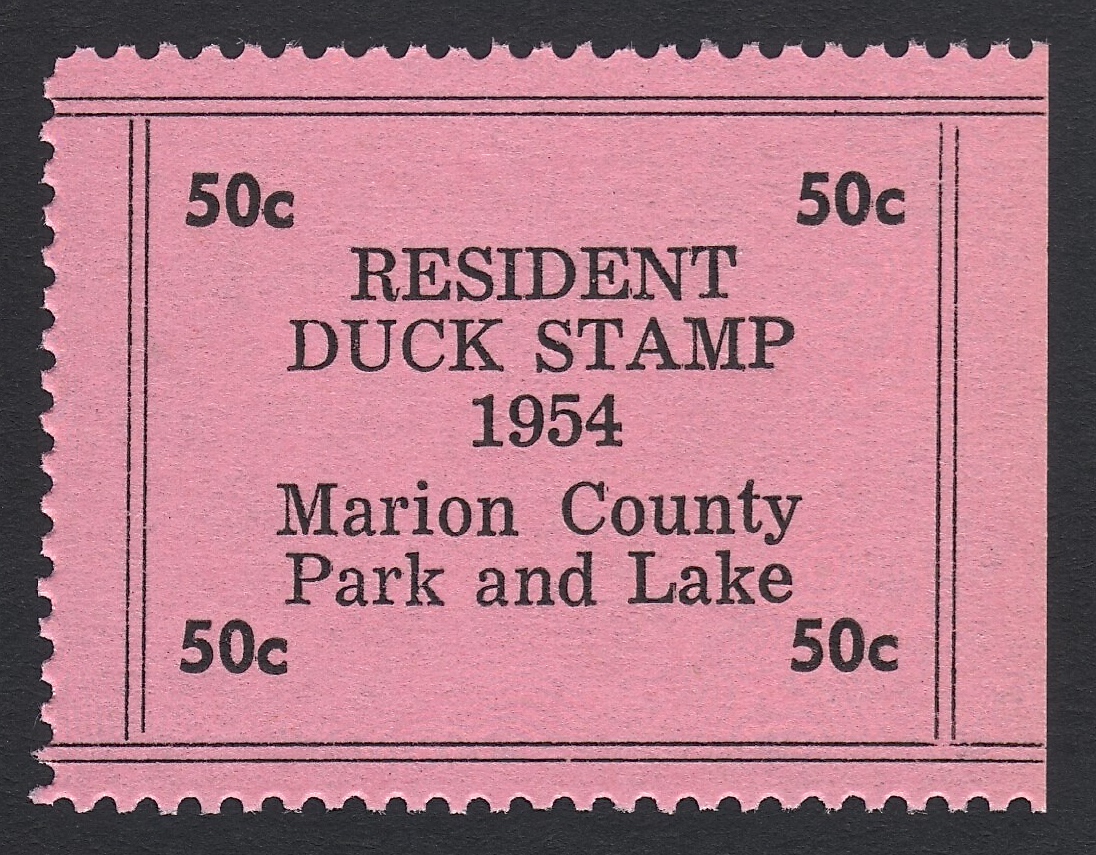 50c 50c
RESIDENT
DUCK STAMP
1954
Marion County
Park and Lake
50c 50c